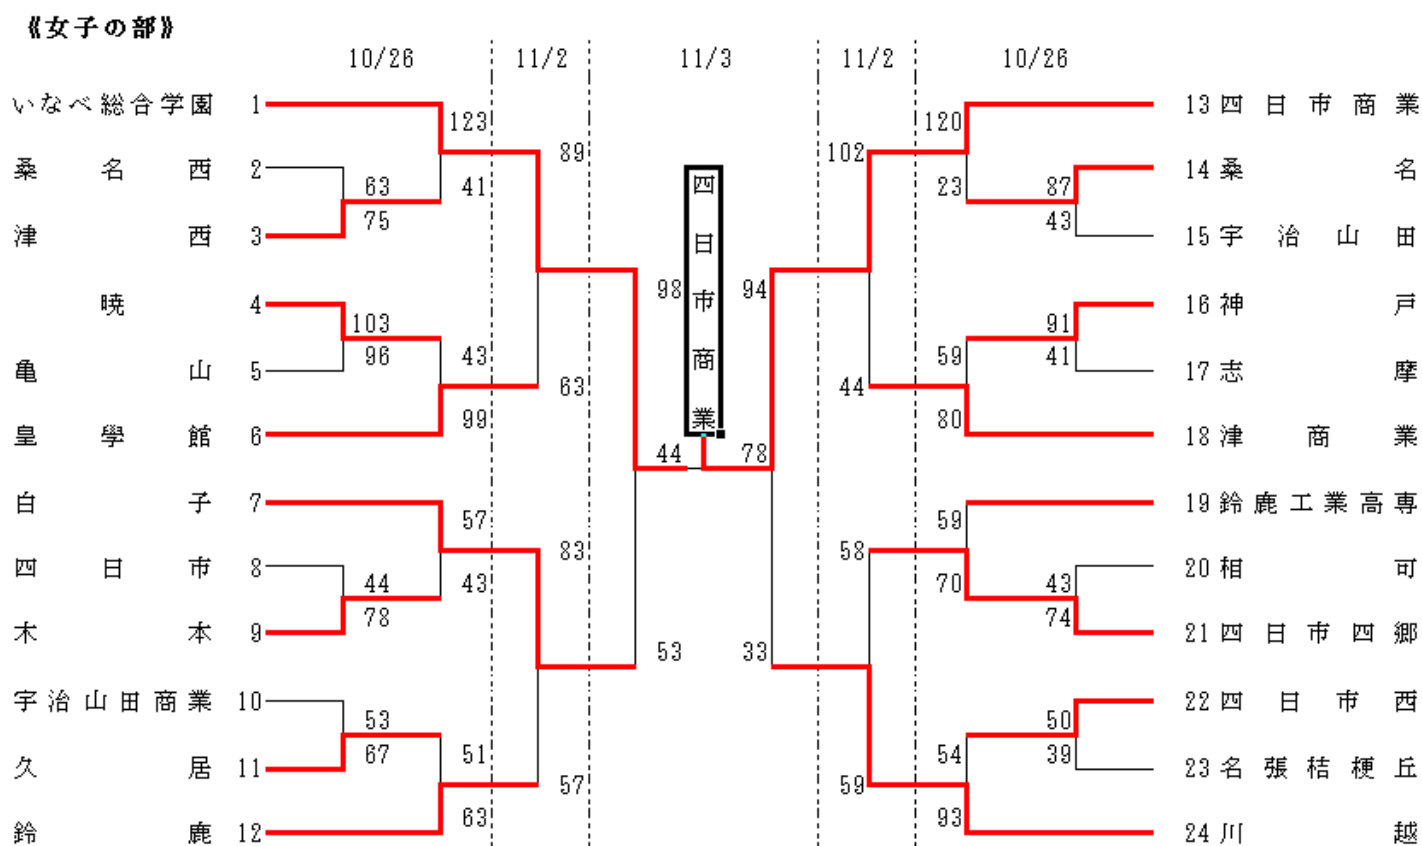 《女子の部》
10/26 11/2 11/3 11/2 10/26
いなべ総合学園 1 13 四日市商業
123 120
89 102
桑名西 2 14 桑名
63 41 23 87
75 43
津西 3 15 宇治山田
四日市商業
98 94
暁 4 16 神戸
103 91
96 43 59 41
亀山 5 17 志摩
63 44
99 80
皇學館 6 18 津商業
44 78
白子 7 19 鈴鹿工業高専
57 59
83 58
四日市 8 20 相可
44 43 70 43
78 74
木本 9 21 四日市四郷
53 33
宇治山田商業 10 22 四日市西
53 50
67 51 54 39
久居 11 23 名張桔梗丘
57 59
63 93
鈴鹿 12 24 川越